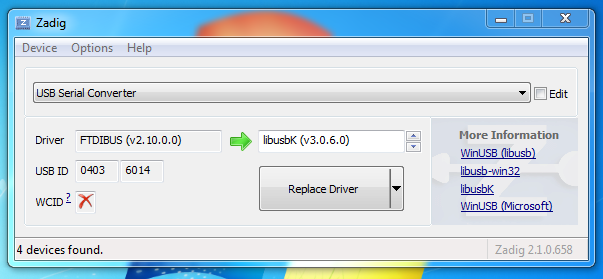 Zadig
Device Options Help
USB Serial Converter
Edit
Driver FTDIBUS (v2.10.0.0) libusbK (v3.0.6.0)
USB ID 0403 6014
WCID ?
Replace Driver
More Information
WinUSB (libusb)
libusb-win32
libusbK
WinUSB (Microsoft)
4 devices found.
Zadig 2.1.0.658